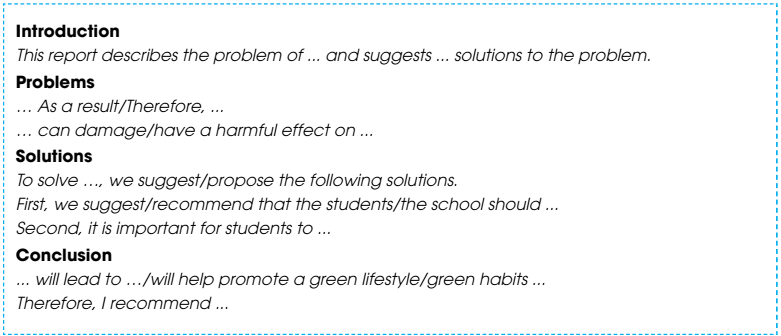 Introduction
This report describes the problem of ... and suggests ... solutions to the problem.
Problems
... As a result/Therefore, ...
... can damage/have a harmful effect on ...
Solutions
To solve ..., we suggest/propose the following solutions.
First, we suggest/recommend that the students/the school should ...
Second, it is important for students to ...
Conclusion
... will lead to .../will help promote a green lifestyle/green habits ...
Therefore, I recommend ...